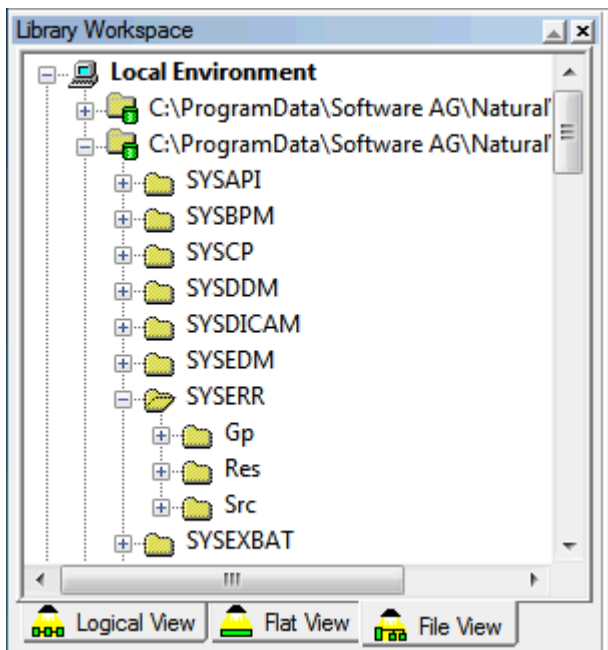 Library Workspace
Local Environment
C:\ProgramData\Software AG\Natural
C:\ProgramData\Software AG\Natural
SYSAPI
SYSBPM
SYSCP
SYSDDM
SYSDICAM
SYSEDM
SYSERR
Gp
Res
Src
SYSEXBAT
Logical View Flat View File View